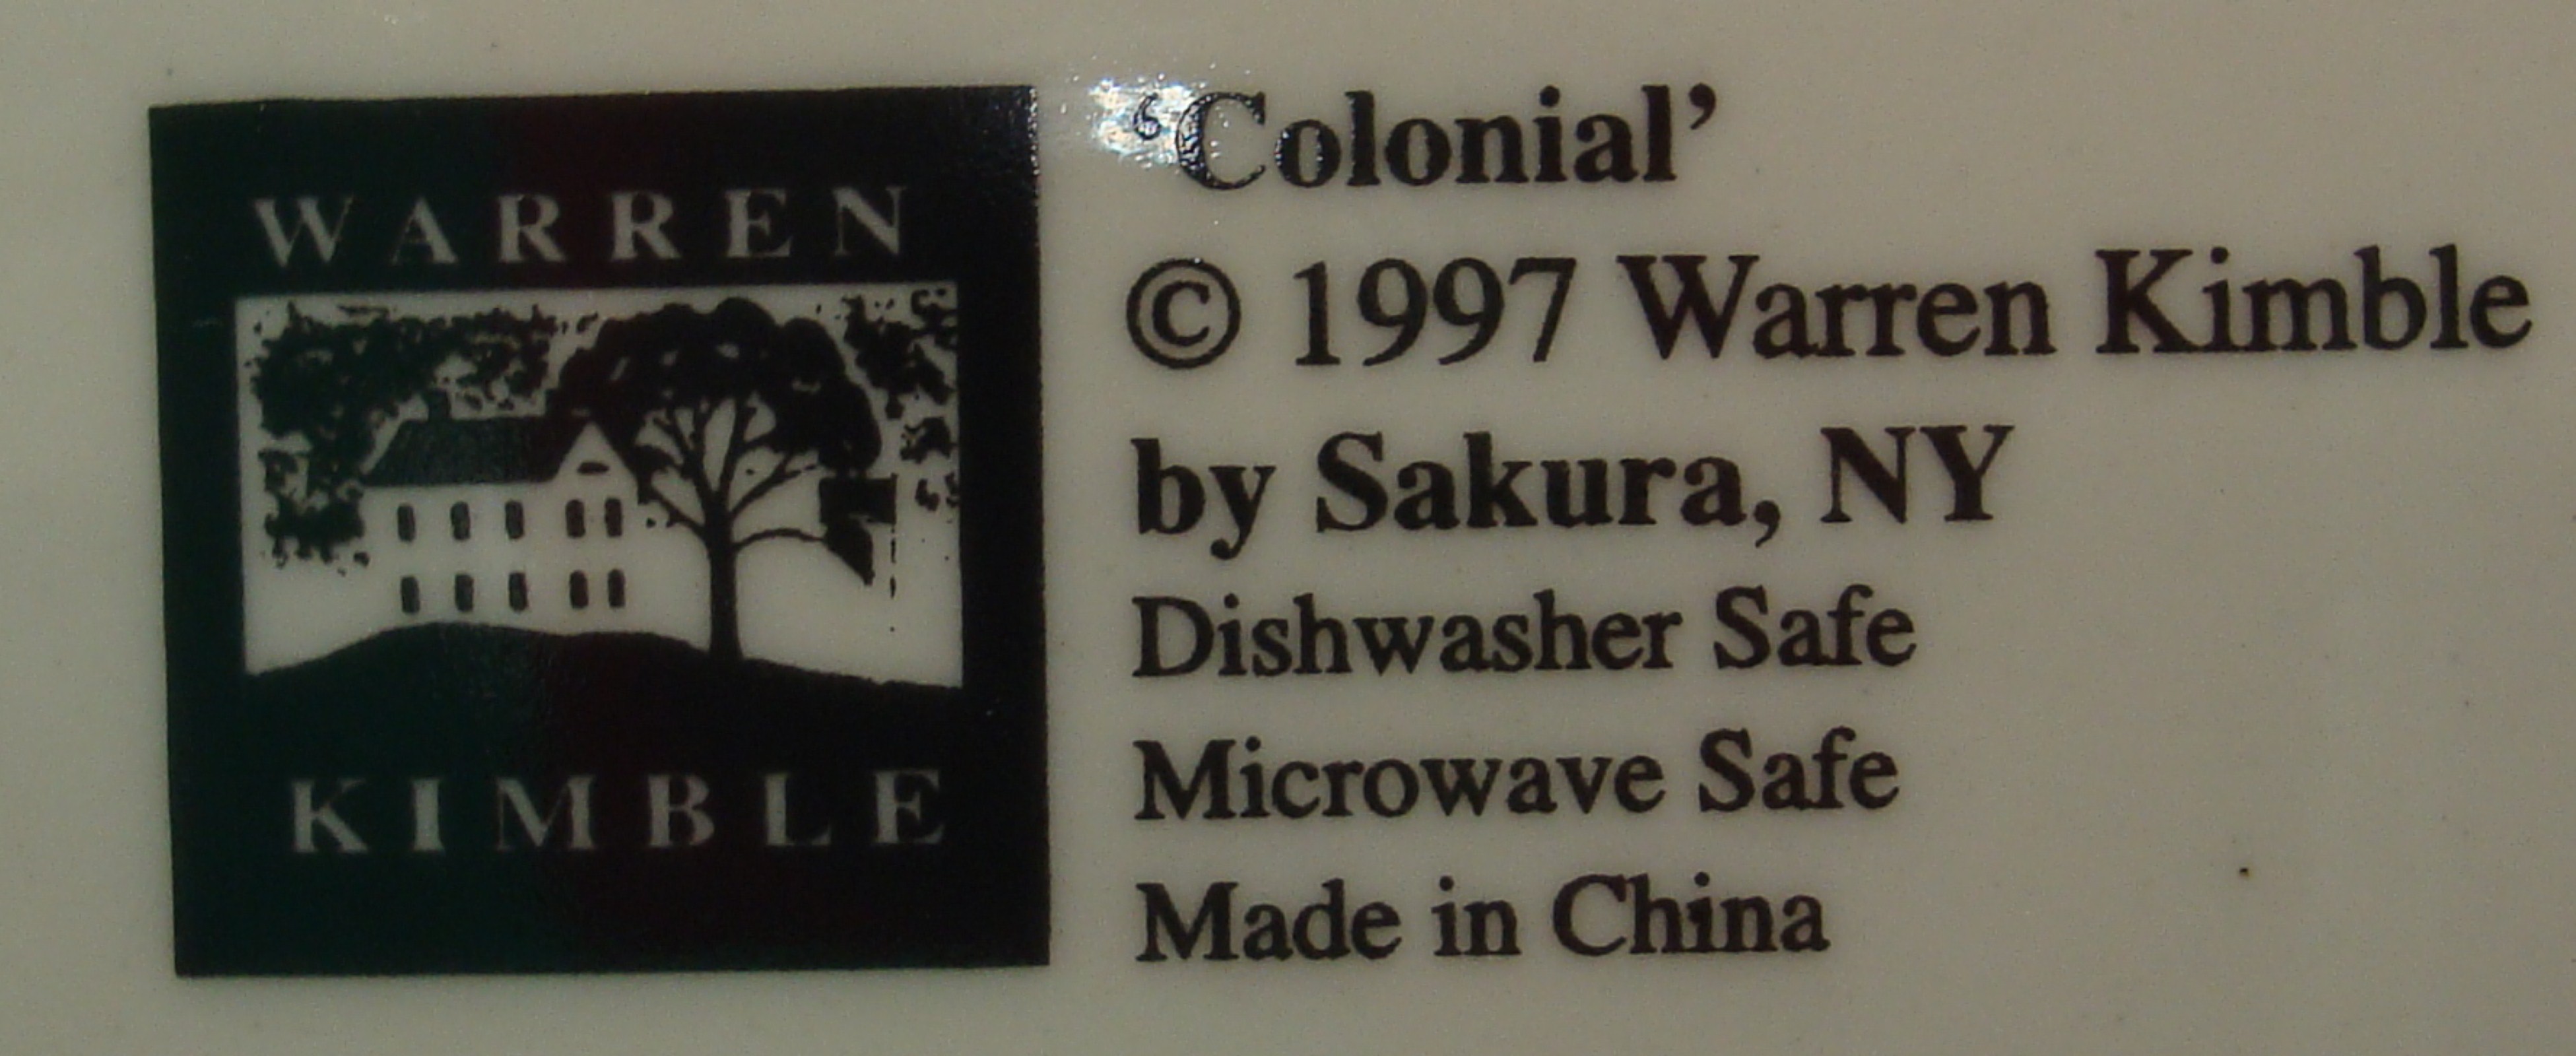 WARREN
KIMBLE
‘Colonial’
© 1997 Warren Kimble
by Sakura, NY
Dishwasher Safe
Microwave Safe
Made in China